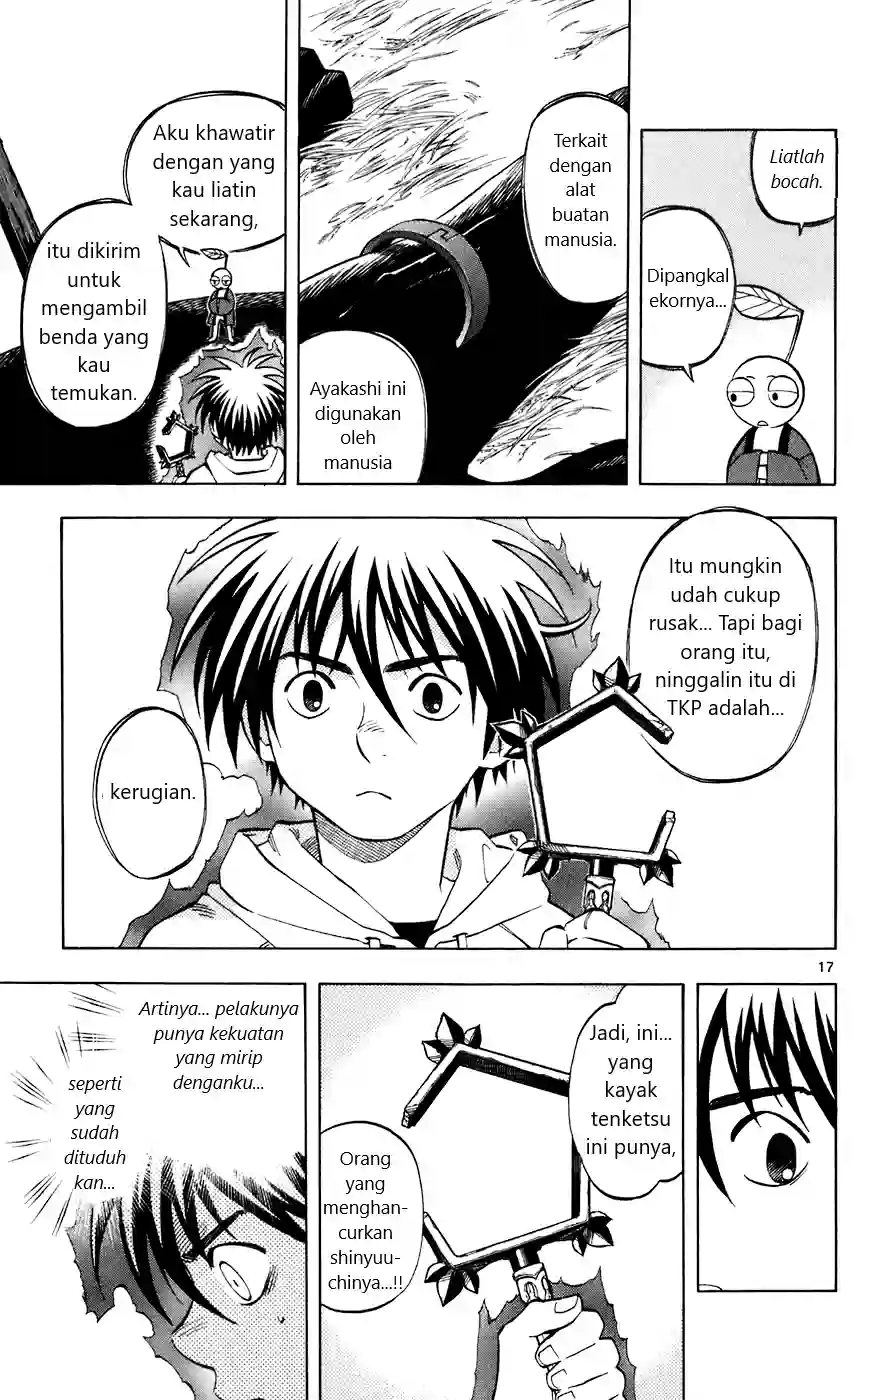 Liatlah
bocah.
Dipangkal
ekornya...
Terkait
dengan
alat
buatan
manusia.
Ayakashi ini
digunakan
oleh
manusia
Aku khawatir
dengan yang
kau liatin
sekarang,
itu dikirim
untuk
mengambil
benda yang
kau
temukan.
Itu mungkin
udah cukup
rusak... Tapi bagi
orang itu,
ninggalin itu di
TKP adalah...
kerugian.
17
Jadi, ini...
yang
kayak
tenketsu
ini punya,
Orang
yang
menghan-
curkan
shinyuu-
chinya...!!
Artinya... pelakunya
punya kekuatan
yang mirip
denganku...
seperti
yang
sudah
dituduh
kan...